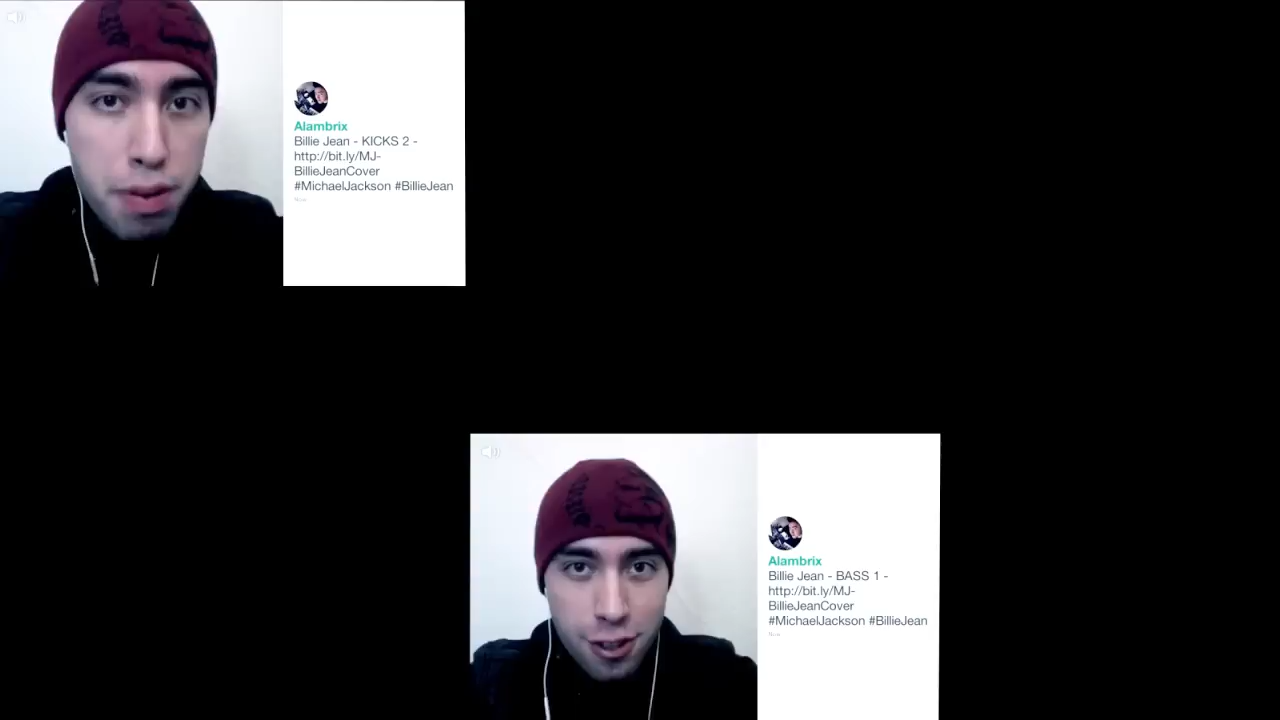 Alambrix
Billie Jean - KICKS 2 -
http://bit.ly/MJ-
BillieJeanCover
#MichaelJackson #BillieJean
Alambrix
Billie Jean - BASS 1 -
http://bit.ly/MJ-
BillieJeanCover
#MichaelJackson #BillieJean